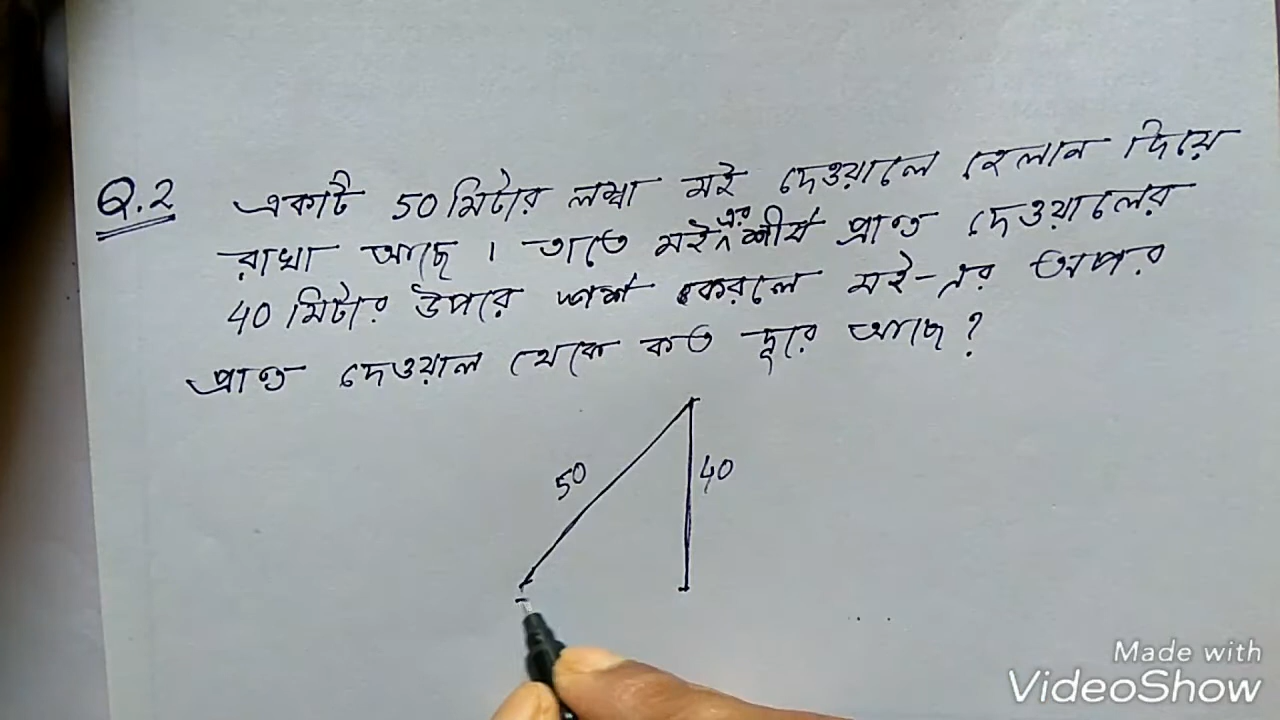 Q.2 একটি 50 মিটার লম্বা মই দেওয়ালে হেলান দিয়ে
রাখা আছে। তাতে মই এর শীর্ষ প্রান্ত দেওয়ালের
40 মিটার উপরে স্পর্শ করলে মই-এর অপর
প্রান্ত দেওয়াল থেকে কত দূরে আছে?
50
40
Made with
VideoShow